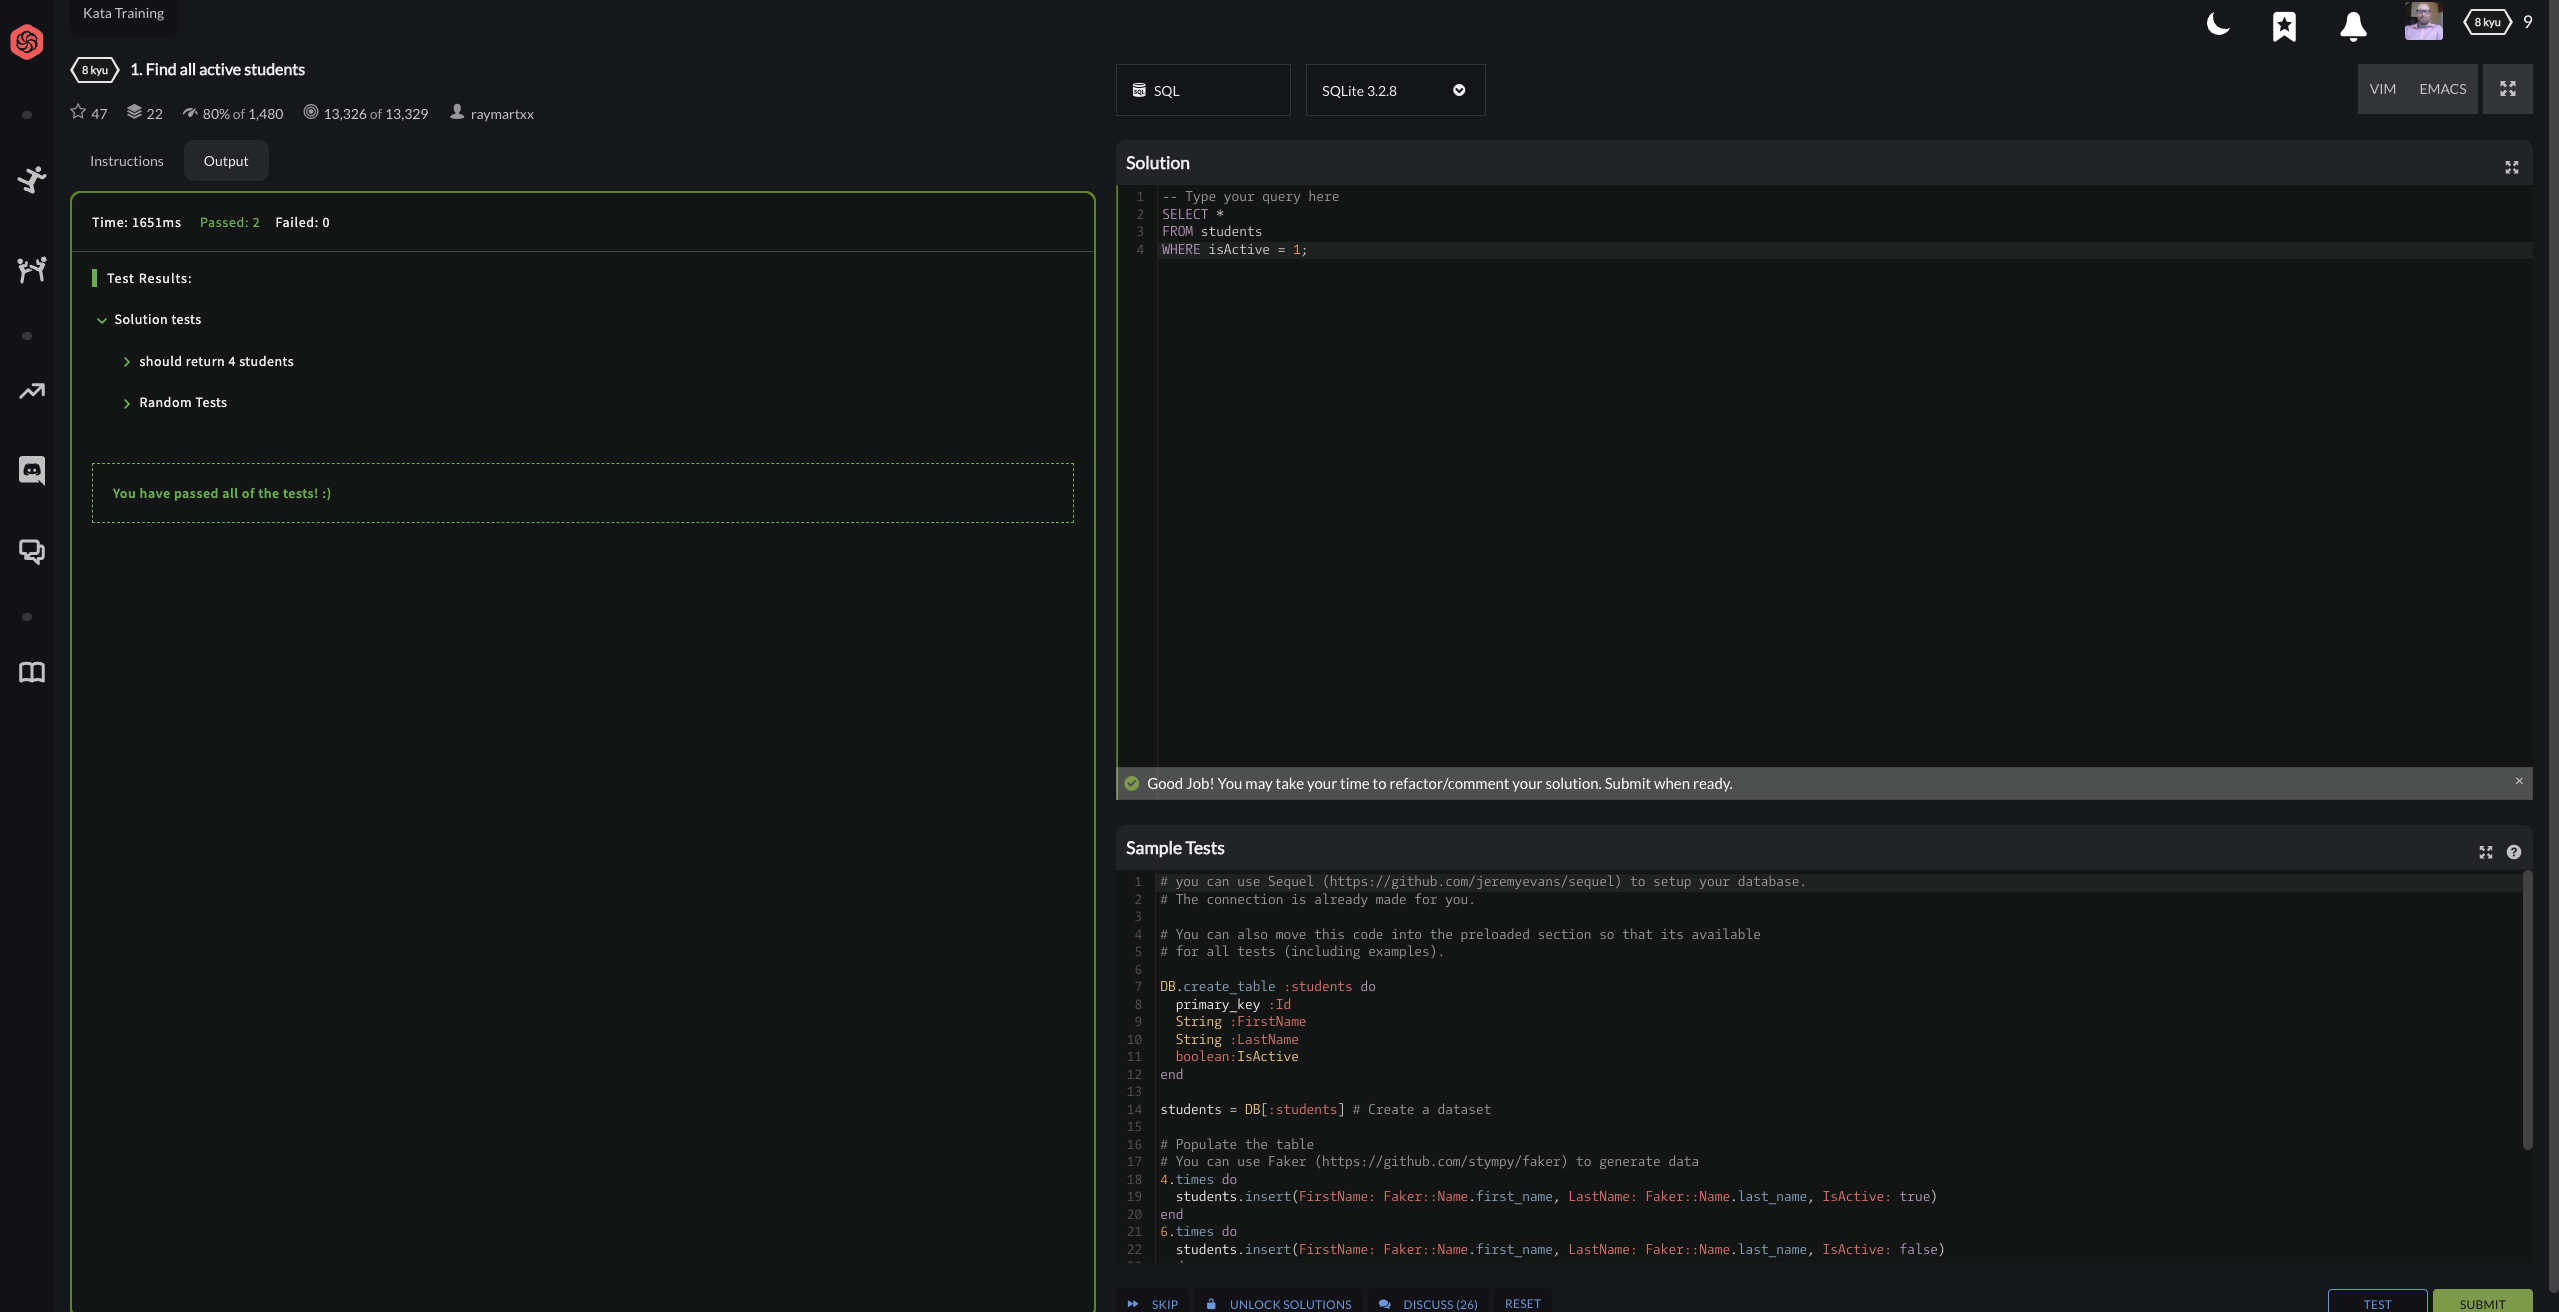 Kata Training
8 kyu 9
8 kyu 1. Find all active students
47 22 80% of 1,480 13,326 of 13,329 raymartxx
Instructions Output
Time: 1651ms Passed: 2 Failed: 0
Test Results:
Solution tests
should return 4 students
Random Tests
You have passed all of the tests! :)
SQL SQLite 3.2.8 VIM EMACS
Solution
1 -- Type your query here
2 SELECT *
3 FROM students
4 WHERE isActive = 1;
Good Job! You may take your time to refactor/comment your solution. Submit when ready. ×
Sample Tests
1 # you can use Sequel (https://github.com/jeremyevans/sequel) to setup your database.
2 # The connection is already made for you.
3
4 # You can also move this code into the preloaded section so that its available
5 # for all tests (including examples).
6
7 DB.create_table :students do
8 primary_key :Id
9 String :FirstName
10 String :LastName
11 boolean:IsActive
12 end
13
14 students = DB[:students] # Create a dataset
15
16 # Populate the table
17 # You can use Faker (https://github.com/stympy/faker) to generate data
18 4.times do
19 students.insert(FirstName: Faker::Name.first_name, LastName: Faker::Name.last_name, IsActive: true)
20 end
21 6.times do
22 students.insert(FirstName: Faker::Name.first_name, LastName: Faker::Name.last_name, IsActive: false)
SKIP UNLOCK SOLUTIONS DISCUSS (26) RESET TEST SUBMIT